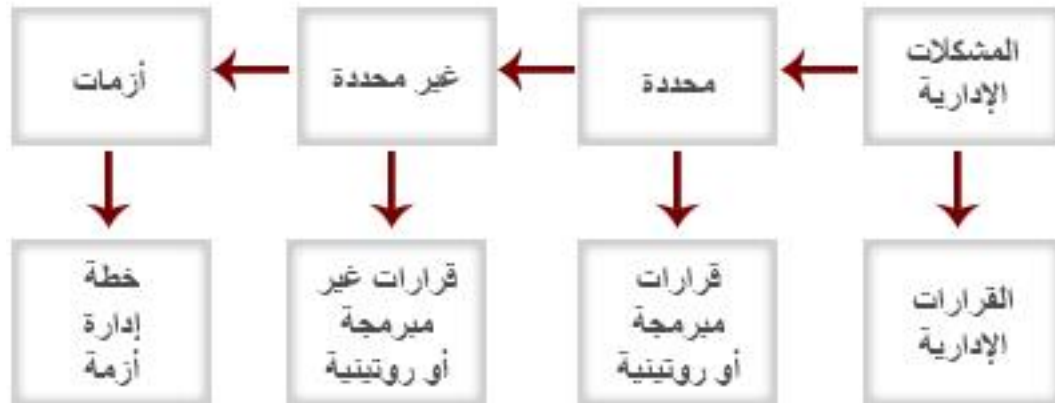 المشكلات
الإدارية
محددة
غير محددة
أزمات
القرارات
الإدارية
قرارات
مبرمجة
أو روتينية
قرارات غير
مبرمجة
أو روتينية
خطة
إدارة
أزمة